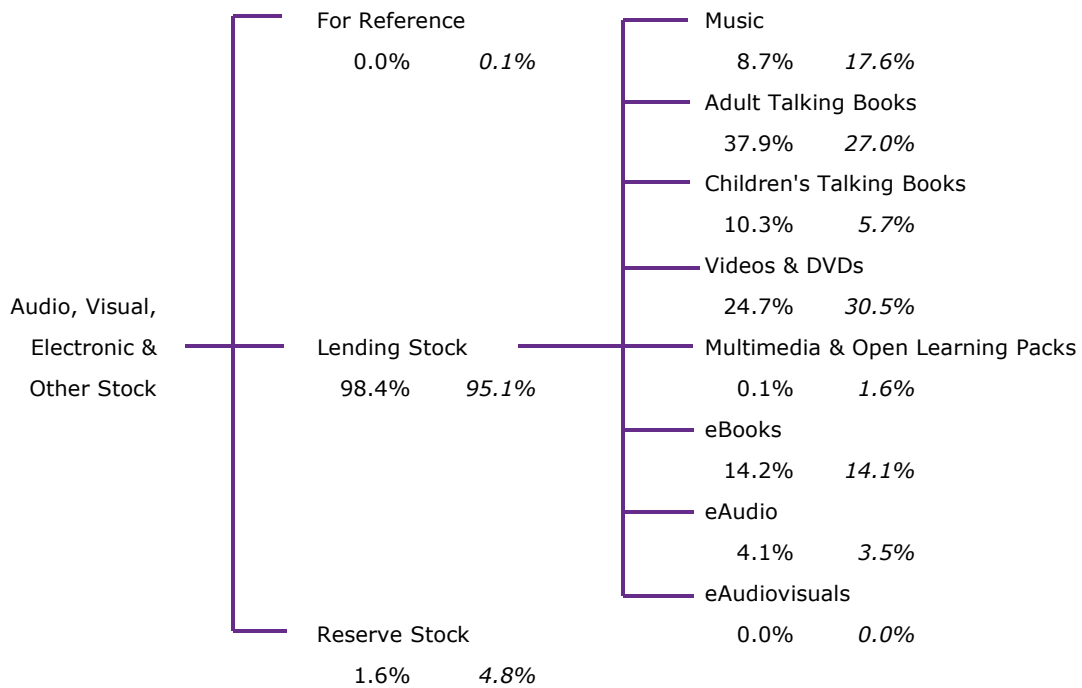 Audio, Visual,
Electronic &
Other Stock
For Reference
0.0% 0.1%
Lending Stock
98.4% 95.1%
Reserve Stock
1.6% 4.8%
Music
8.7% 17.6%
Adult Talking Books
37.9% 27.0%
Children's Talking Books
10.3% 5.7%
Videos & DVDs
24.7% 30.5%
Multimedia & Open Learning Packs
0.1% 1.6%
eBooks
14.2% 14.1%
eAudio
4.1% 3.5%
eAudiovisuals
0.0% 0.0%